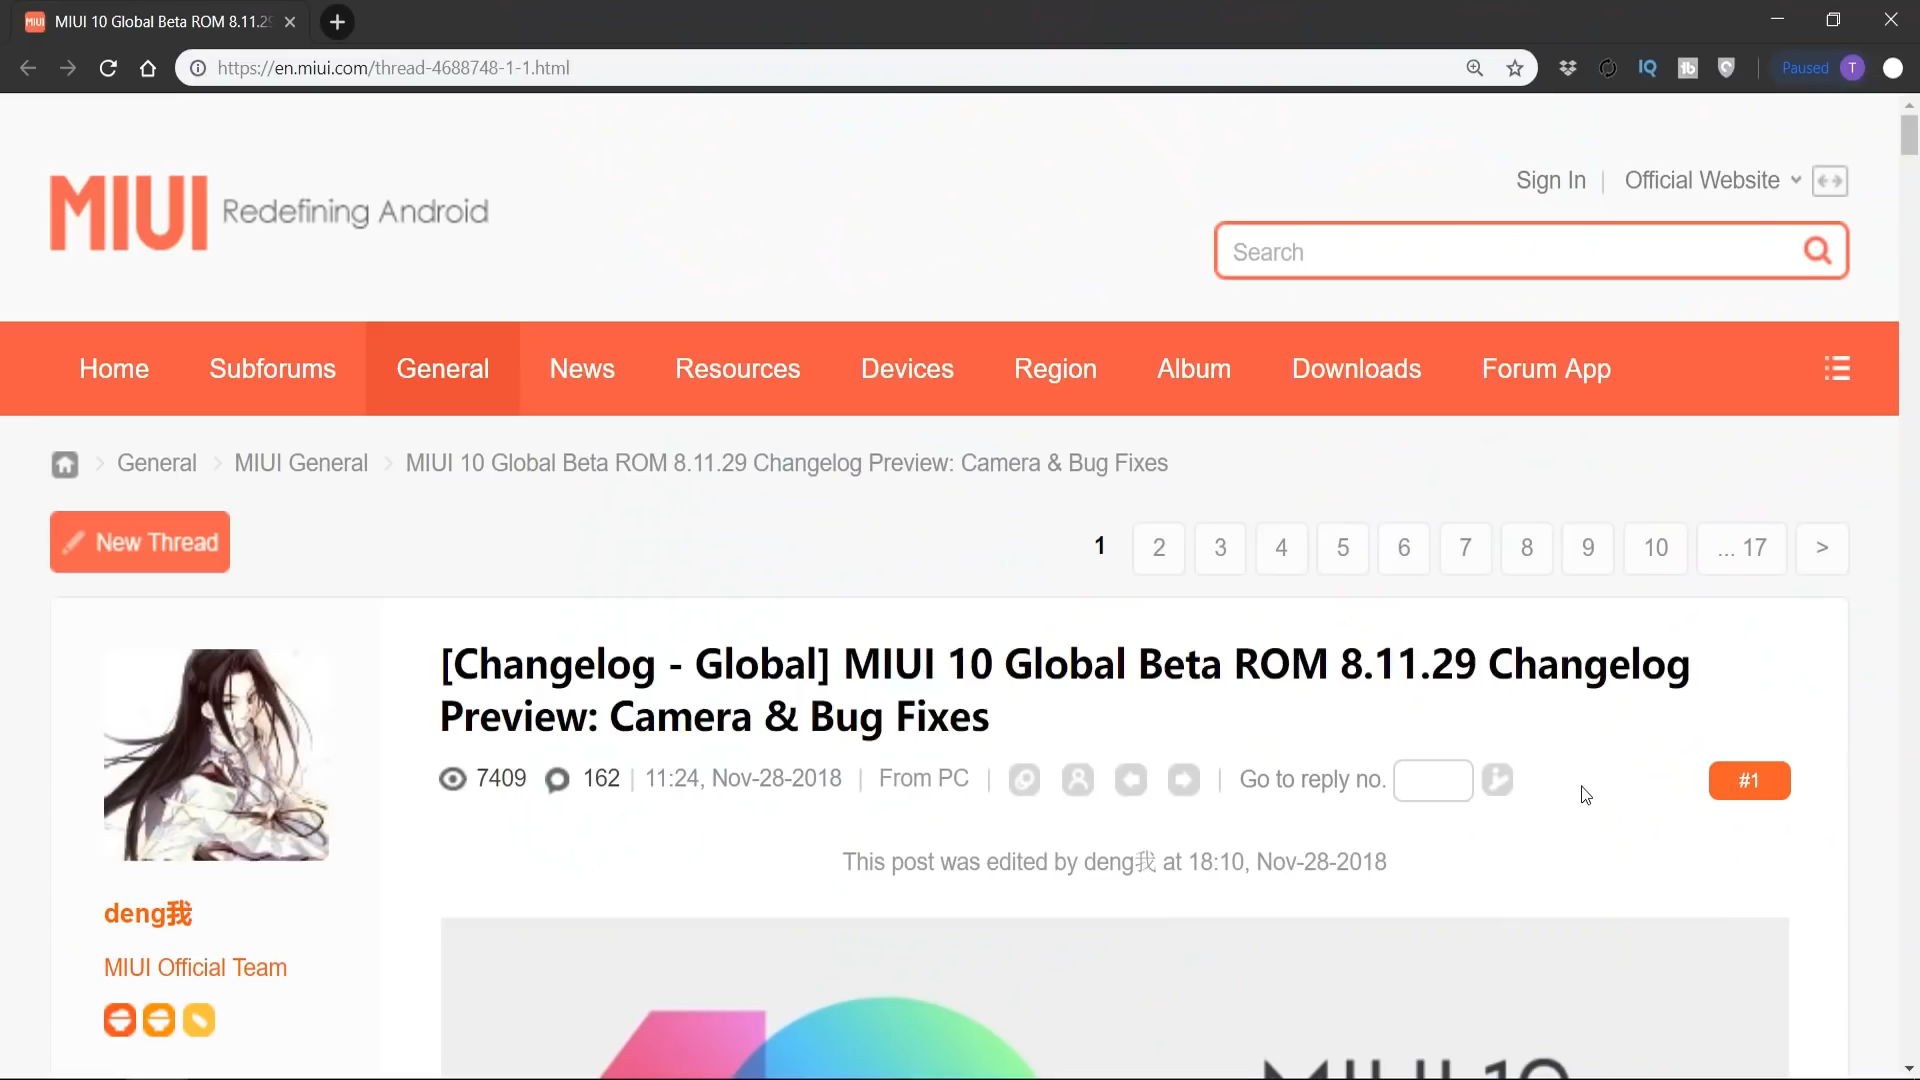 MIUI 10 Global Beta ROM 8.11.29
https://en.miui.com/thread-4688748-1-1.html
IQ
tb
Paused
T
MIUI Redefining Android
Sign In
Official Website
Search
Home
Subforums
General
News
Resources
Devices
Region
Album
Downloads
Forum App
General
MIUI General
MIUI 10 Global Beta ROM 8.11.29 Changelog Preview: Camera & Bug Fixes
New Thread
1 2 3 4 5 6 7 8 9 10 ... 17 >
[Changelog - Global] MIUI 10 Global Beta ROM 8.11.29 Changelog
Preview: Camera & Bug Fixes
7409 162 | 11:24, Nov-28-2018 | From PC | | Go to reply no. #1
This post was edited by deng我 at 18:10, Nov-28-2018
deng我
MIUI Official Team
MIUI 10